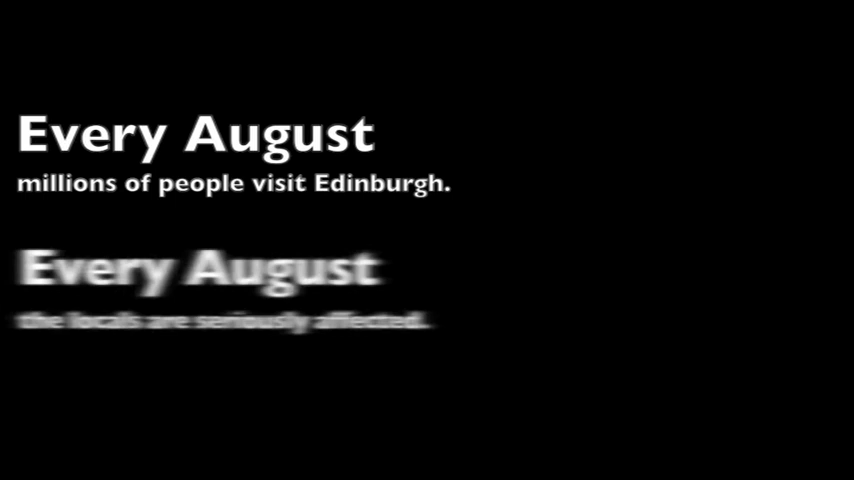 Every August
millions of people visit Edinburgh.
Every August
the locals are seriously affected.